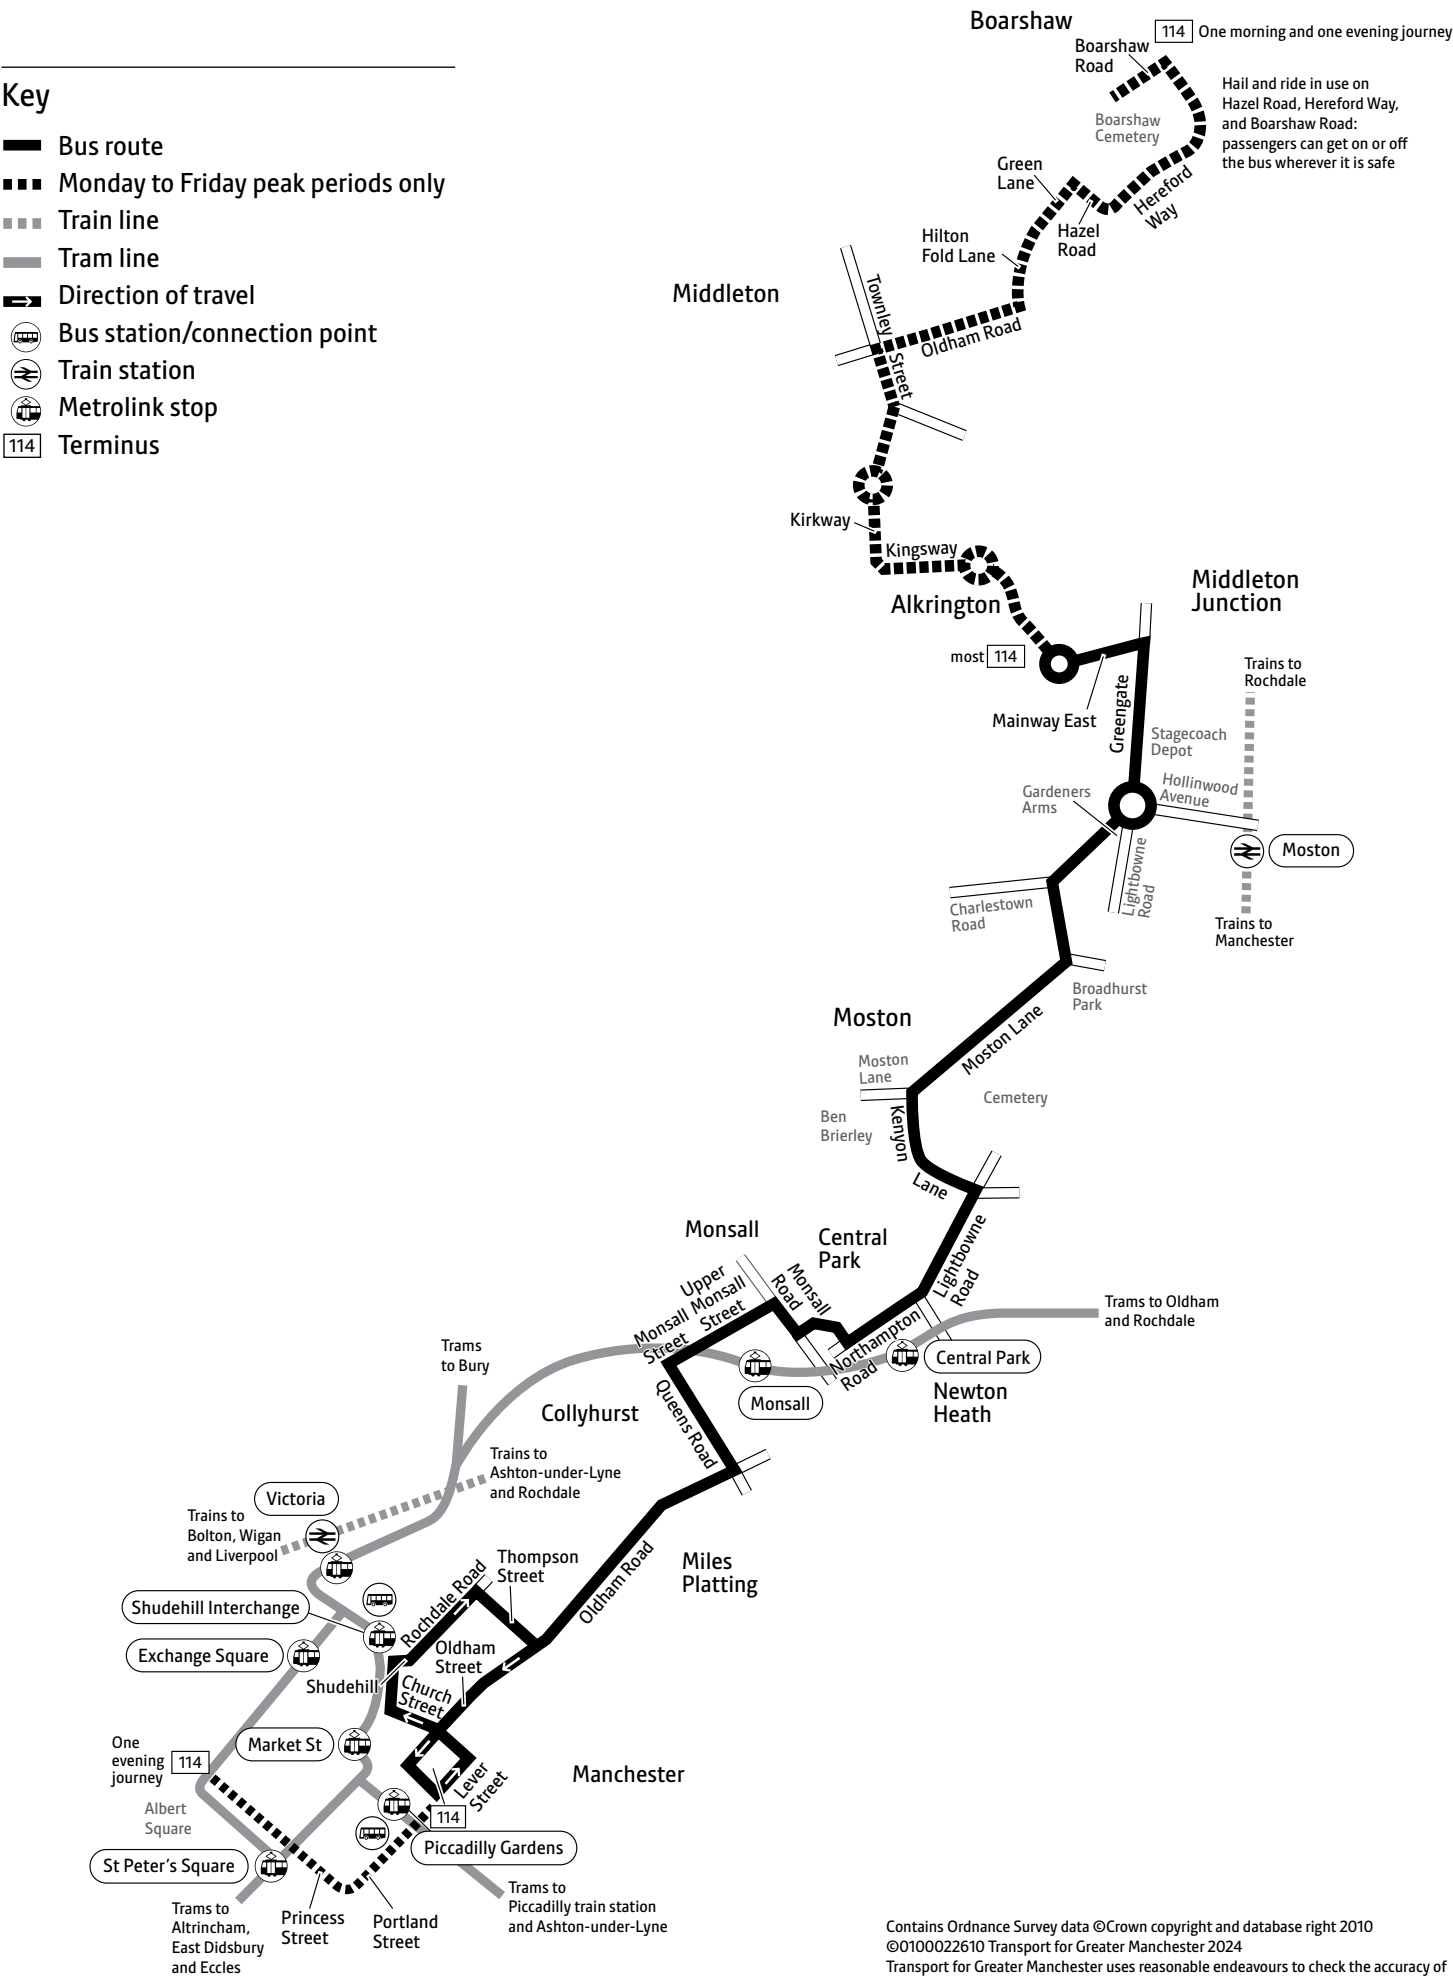 Key
Bus route
Monday to Friday peak periods only
Train line
Tram line
Direction of travel
Bus station/connection point
Train station
Metrolink stop
114 Terminus
Boarshaw
114 One morning and one evening journey
Boarshaw
Road
Hail and ride in use on
Hazel Road, Hereford Way,
and Boarshaw Road:
passengers can get on or off
the bus wherever it is safe
Boarshaw
Cemetery
Green
Lane
Hereford
Way
Hazel
Road
Hilton
Fold Lane
Middleton
Townley
Street
Oldham Road
Kirkway
Kingsway
Alkrington
Middleton
Junction
most 114
Trains to
Rochdale
Mainway East
Greengate
Stagecoach
Depot
Hollinwood
Avenue
Gardeners
Arms
Moston
Lightbowne
Road
Charlestown
Road
Trains to
Manchester
Broadhurst
Park
Moston
Moston Lane
Moston
Lane
Cemetery
Ben
Brierley
Kenyon
Lane
Monsall
Central
Park
Lightbowne
Road
Upper
Monsall
Street
Monsall
Road
Monsall
Street
Northampton
Road
Trams to Oldham
and Rochdale
Central Park
Trams
to Bury
Monsall
Newton
Heath
Collyhurst
Queens Road
Trains to
Ashton-under-Lyne
and Rochdale
Victoria
Trains to
Bolton, Wigan
and Liverpool
Thompson
Street
Miles
Platting
Rochdale Road
Oldham Road
Shudehill Interchange
Exchange Square
Oldham
Street
Shudehill
Church
Street
Market St
One
evening
journey
114
Lever
Street
Manchester
Albert
Square
114
Piccadilly Gardens
St Peter's Square
Trams to
Piccadilly train station
and Ashton-under-Lyne
Trams to
Altrincham,
East Didsbury
and Eccles
Princess
Street
Portland
Street
Contains Ordnance Survey data ©Crown copyright and database right 2010
©0100022610 Transport for Greater Manchester 2024
Transport for Greater Manchester uses reasonable endeavours to check the accuracy of